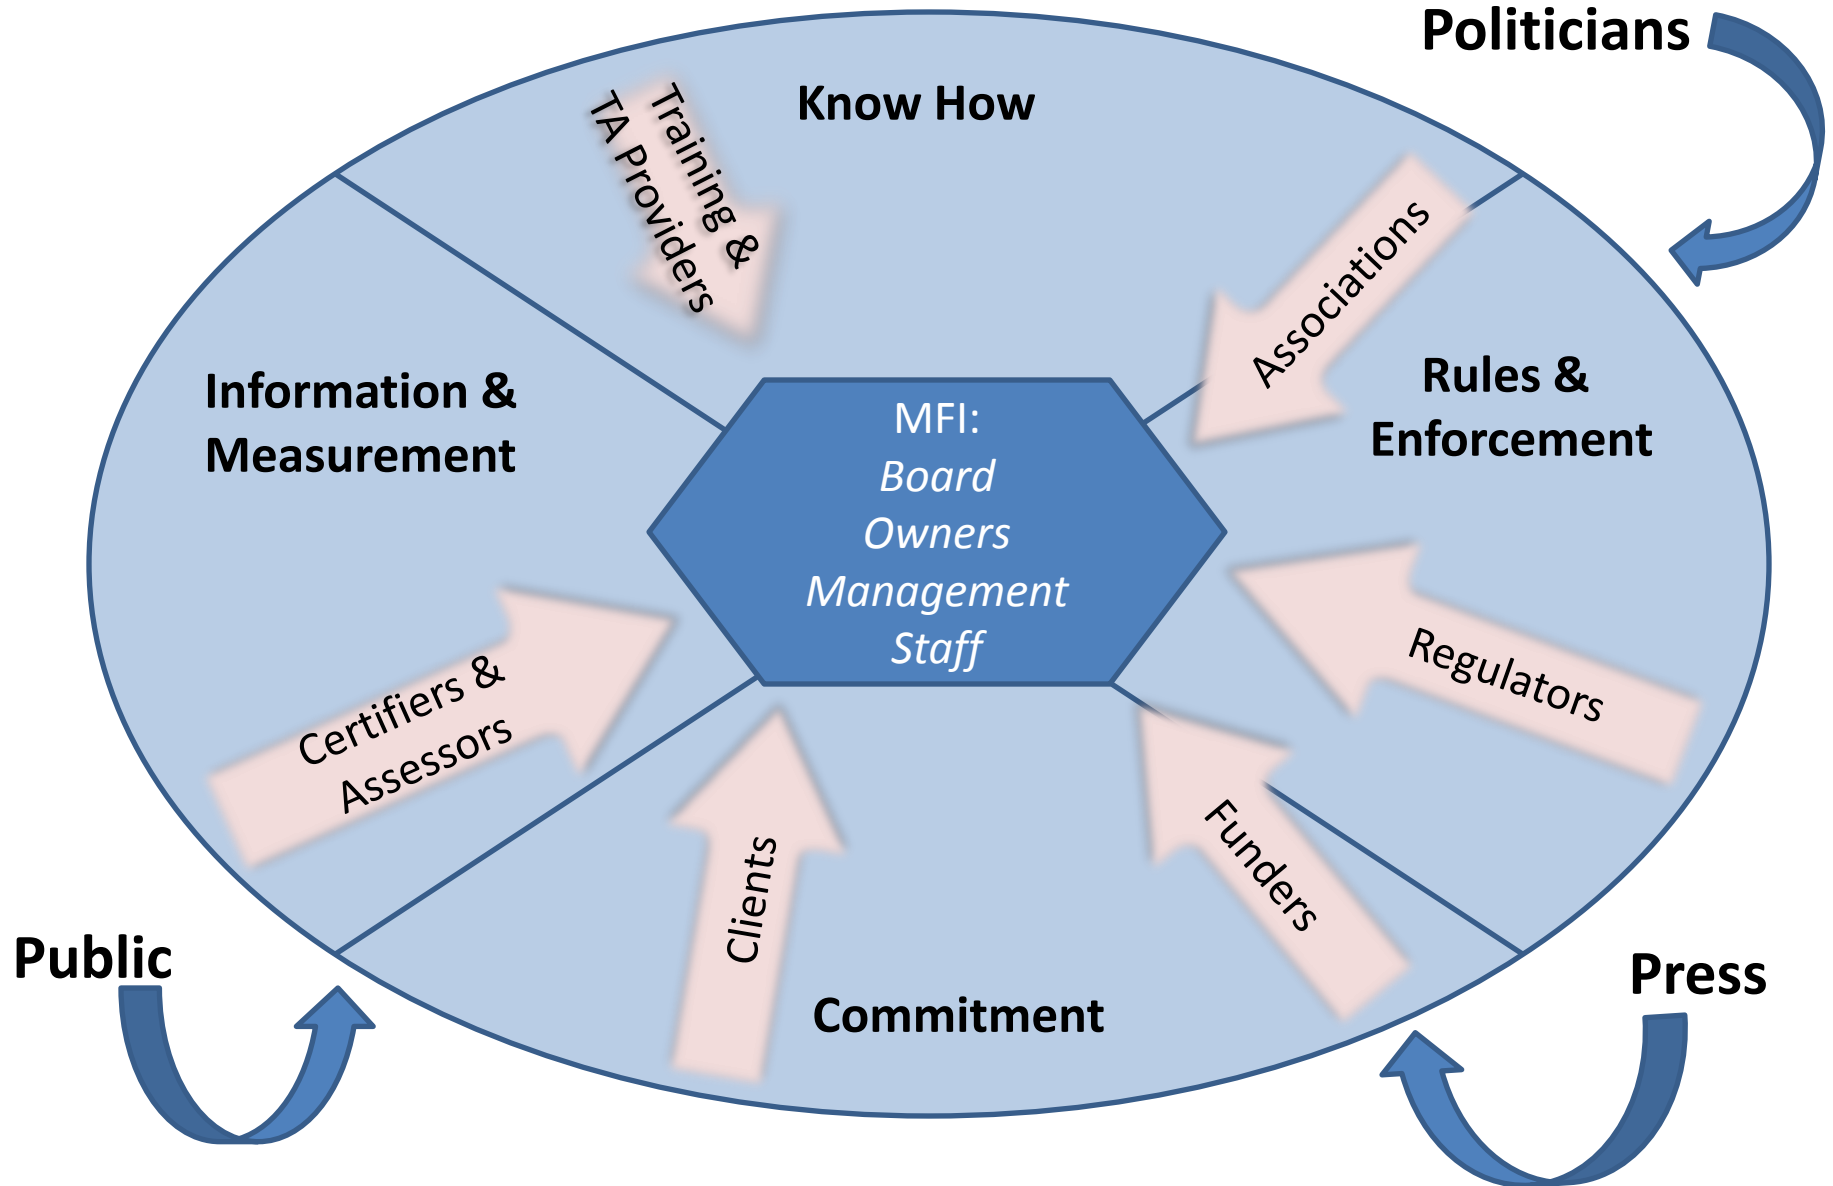 Politicians
Know How
Training &
TA Providers
Associations
Information &
Measurement
Rules &
Enforcement
MFI:
Board
Owners
Management
Staff
Certifiers &
Assessors
Regulators
Clients
Funders
Public
Press
Commitment